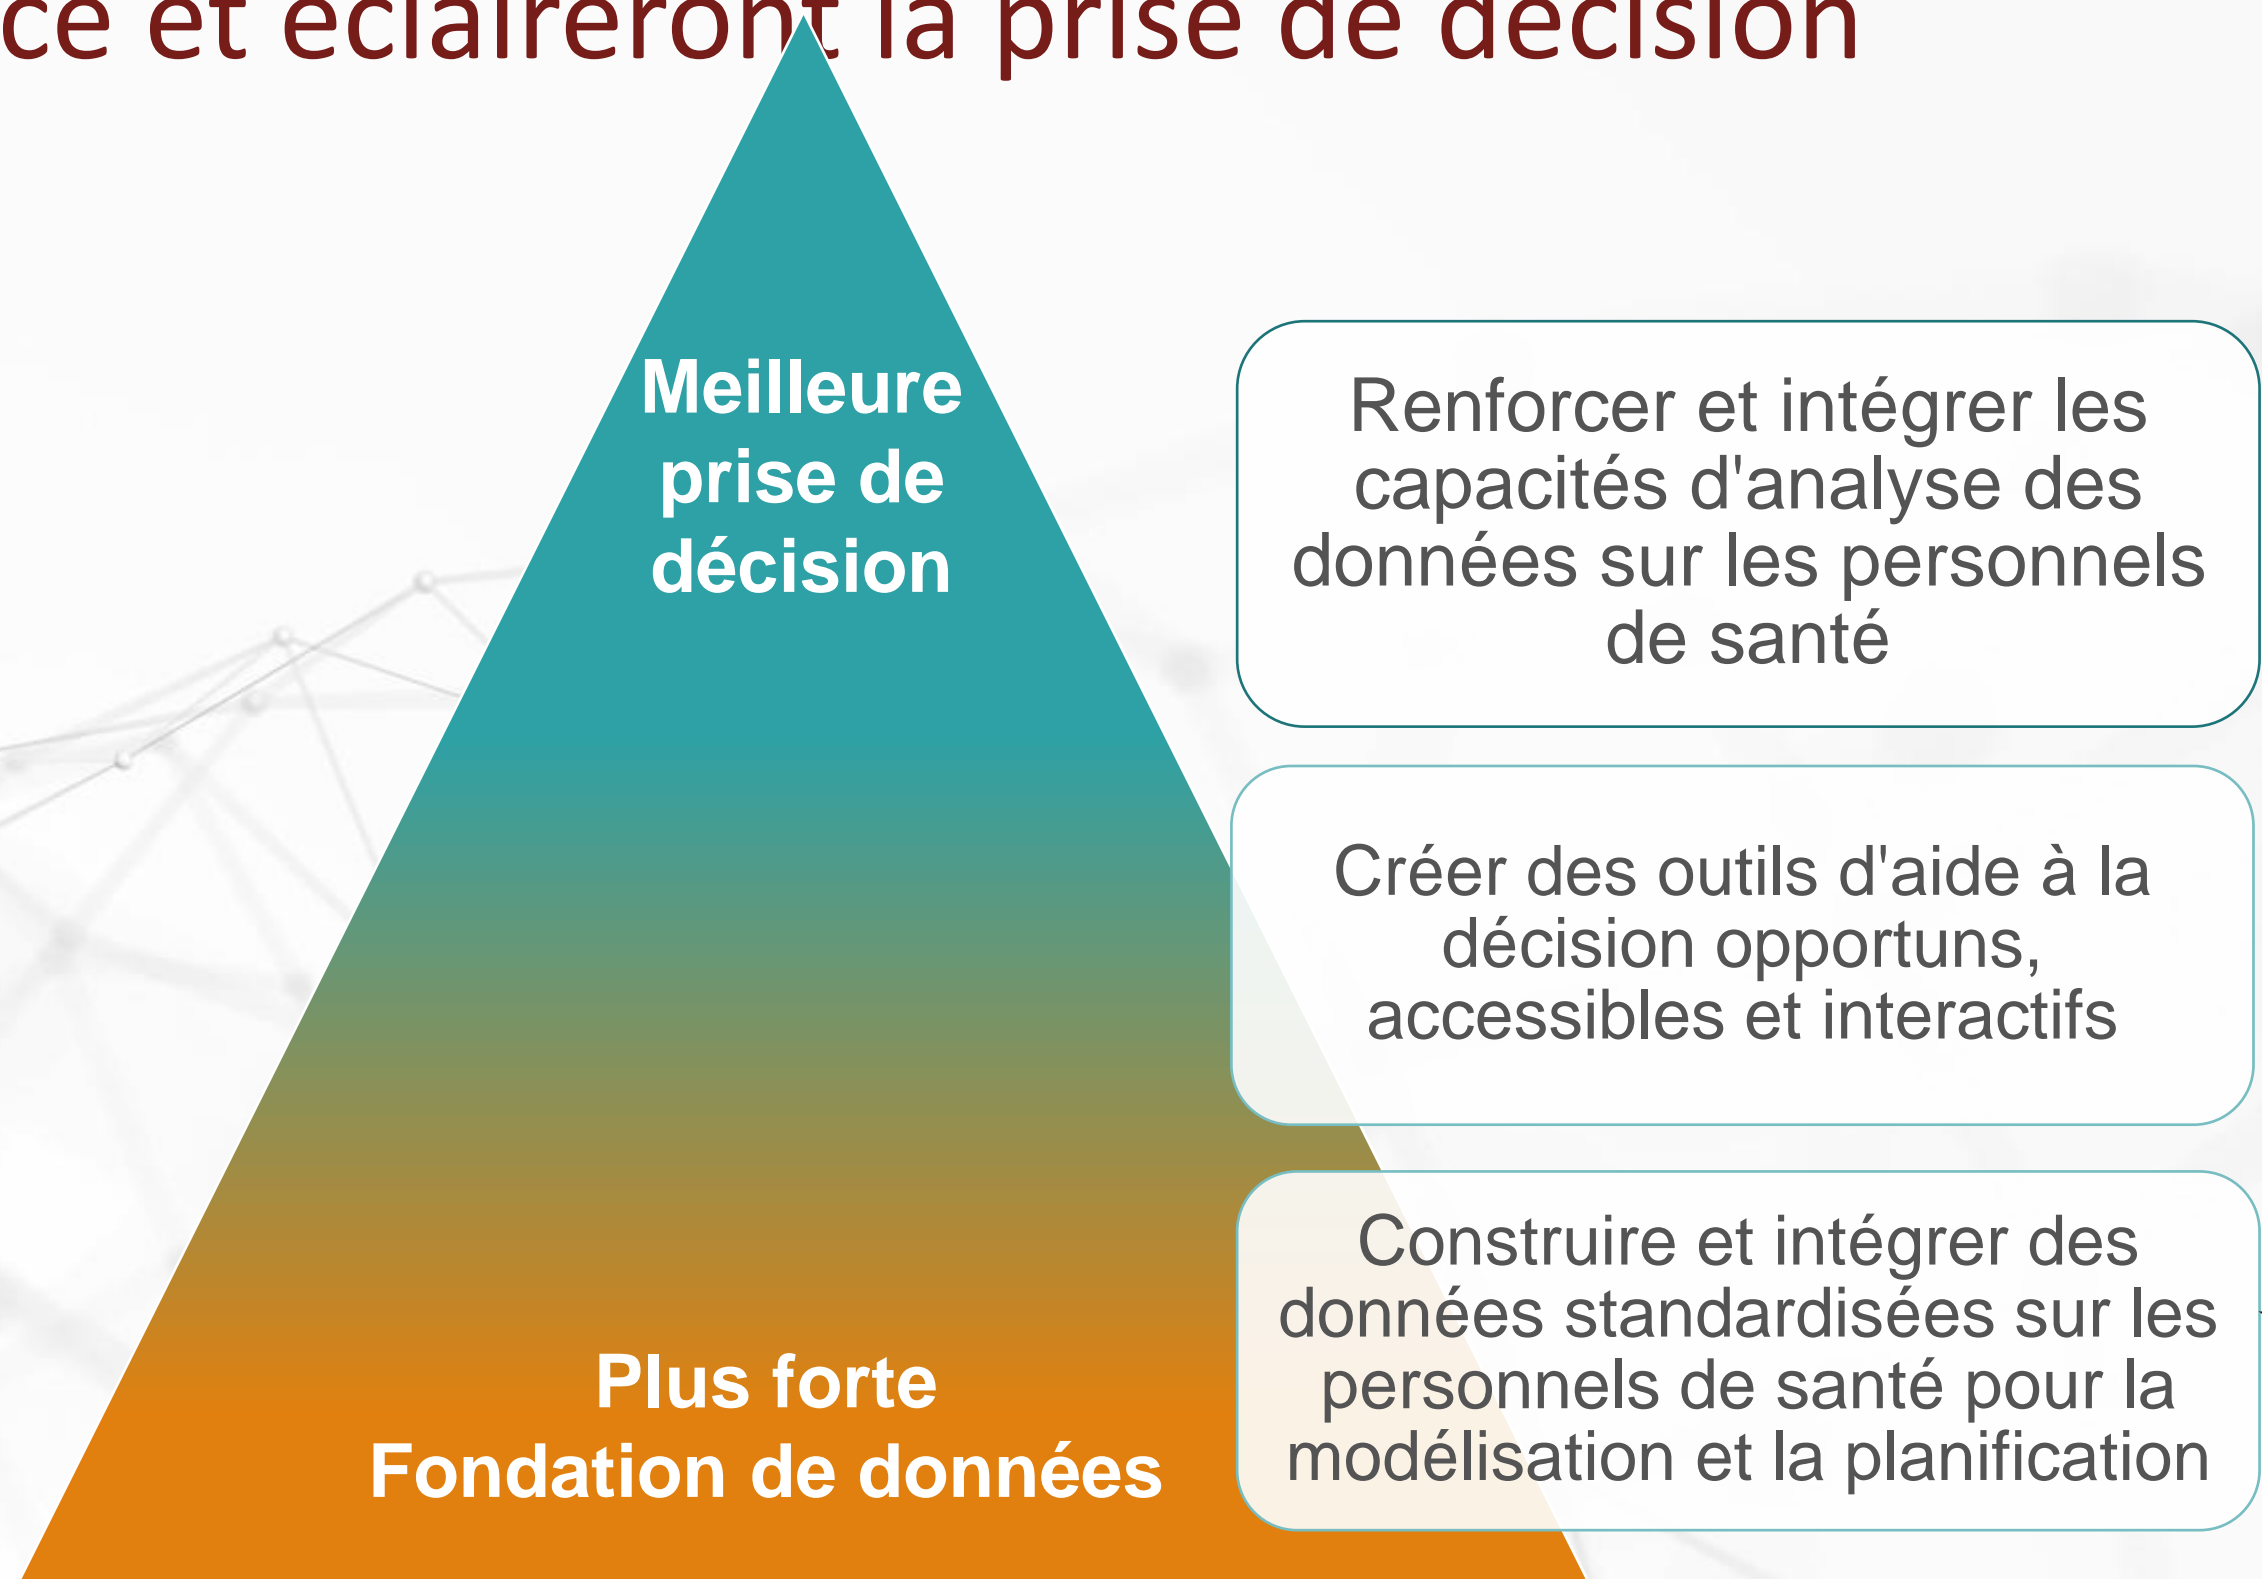 ce et éclaireront la prise de décision
Meilleure
prise de
décision
Renforcer et intégrer les
capacités d'analyse des
données sur les personnels
de santé
Créer des outils d'aide à la
décision opportuns,
accessibles et interactifs
Plus forte
Fondation de données
Construire et intégrer des
données standardisées sur les
personnels de santé pour la
modélisation et la planification